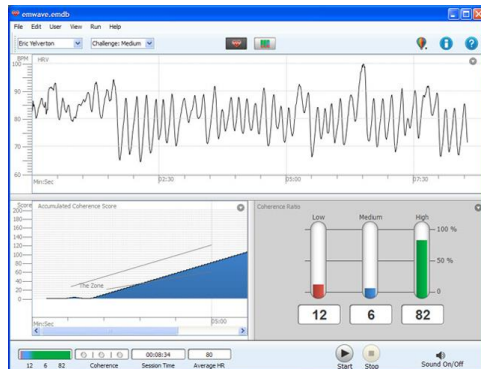 emwave.emdb
File Edit User View Run Help
Eric Yelverton Challenge: Medium
BPM HRV
100
90
80
70
60
Min:Sec 02:30 05:00 07:30
Score Accumulated Coherence Score
200
180
160
140
120
100
80
60
40
20
0
The Zone
Min:Sec 05:00
Coherence Ratio
Low Medium High
100 %
50 %
0
12 6 82
12 6 82
Coherence
00:08:34
Session Time
80
Average HR
Start Stop Sound On/Off